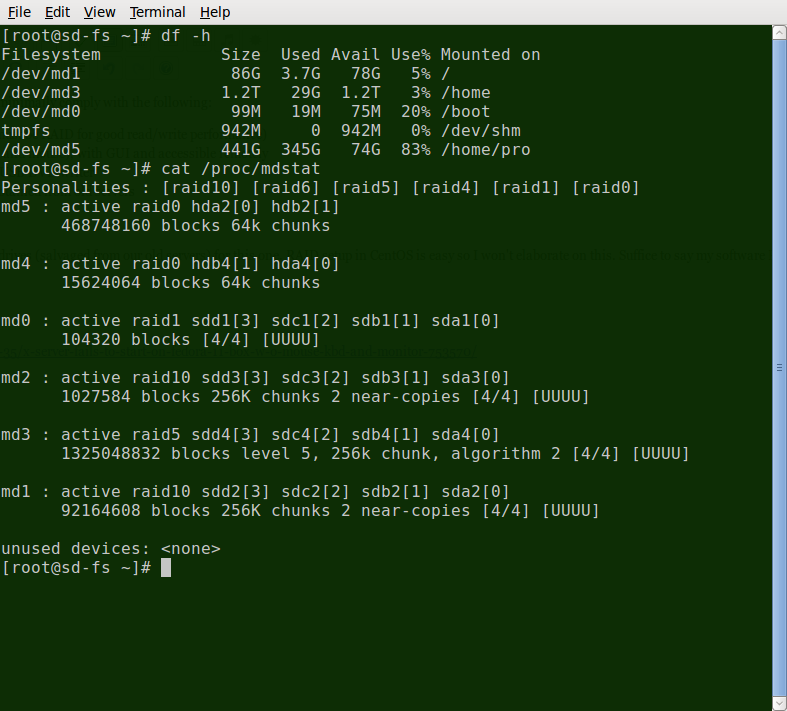 File Edit View Terminal Help
[root@sd-fs ~]# df -h
Filesystem            Size  Used Avail Use% Mounted on
/dev/md1               86G  3.7G   78G   5% /
/dev/md3              1.2T   29G  1.2T   3% /home
/dev/md0               99M   19M   75M  20% /boot
tmpfs                 942M     0  942M   0% /dev/shm
/dev/md5              441G  345G   74G  83% /home/pro
[root@sd-fs ~]# cat /proc/mdstat
Personalities : [raid10] [raid6] [raid5] [raid4] [raid1] [raid0]
md5 : active raid0 hda2[0] hdb2[1]
      468748160 blocks 64k chunks
md4 : active raid0 hdb4[1] hda4[0]
      15624064 blocks 64k chunks
md0 : active raid1 sdd1[3] sdc1[2] sdb1[1] sda1[0]
      104320 blocks [4/4] [UUUU]
md2 : active raid10 sdd3[3] sdc3[2] sdb3[1] sda3[0]
      1027584 blocks 256K chunks 2 near-copies [4/4] [UUUU]
md3 : active raid5 sdd4[3] sdc4[2] sdb4[1] sda4[0]
      1325048832 blocks level 5, 256k chunk, algorithm 2 [4/4] [UUUU]
md1 : active raid10 sdd2[3] sdc2[2] sdb2[1] sda2[0]
      92164608 blocks 256K chunks 2 near-copies [4/4] [UUUU]
unused devices: <none>
[root@sd-fs ~]#